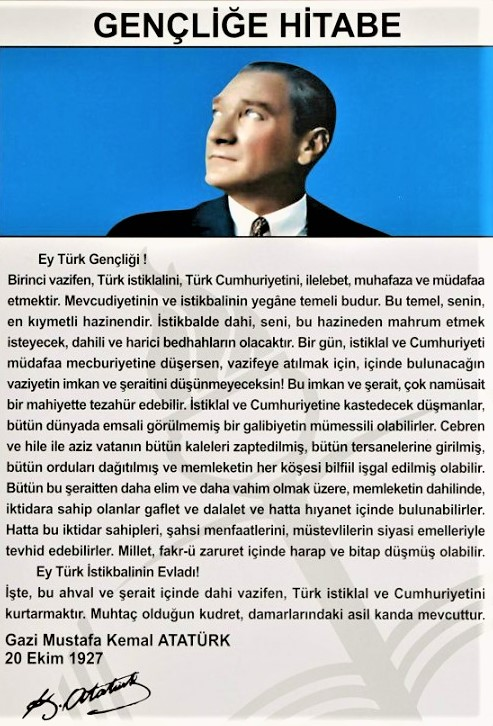 GENÇLİĞE HİTABE
Ey Türk Gençliği !
Birinci vazifen, Türk istiklalini, Türk Cumhuriyetini, ilelebet, muhafaza ve müdafaa
etmektir. Mevcudiyetinin ve istikbalinin yegâne temeli budur. Bu temel, senin,
en kıymetli hazinendir. İstikbalde dahi, seni, bu hazineden mahrum etmek
isteyecek, dahili ve harici bedhahların olacaktır. Bir gün, istiklal ve Cumhuriyeti
müdafaa mecburiyetine düşersen, vazifeye atılmak için, içinde bulunacağın
vaziyetin imkan ve şeraitini düşünmeyeceksin! Bu imkan ve şerait, çok namüsait
bir mahiyette tezahür edebilir. İstiklal ve Cumhuriyetine kastedecek düşmanlar,
bütün dünyada emsali görülmemiş bir galibiyetin mümessili olabilirler. Cebren
ve hile ile aziz vatanın bütün kaleleri zaptedilmiş, bütün tersanelerine girilmiş,
bütün orduları dağıtılmış ve memleketin her köşesi bilfiil işgal edilmiş olabilir.
Bütün bu şeraitten daha elim ve daha vahim olmak üzere, memleketin dahilinde,
iktidara sahip olanlar gaflet ve dalalet ve hatta hıyanet içinde bulunabilirler.
Hatta bu iktidar sahipleri, şahsi menfaatlerini, müstevlilerin siyasi emelleriyle
tevhid edebilirler. Millet, fakr-ü zaruret içinde harap ve bitap düşmüş olabilir.
Ey Türk İstikbalinin Evladı!
İşte, bu ahval ve şerait içinde dahi vazifen, Türk istiklal ve Cumhuriyetini
kurtarmaktır. Muhtaç olduğun kudret, damarlarındaki asil kanda mevcuttur.
Gazi Mustafa Kemal ATATÜRK
20 Ekim 1927
K. Atatürk